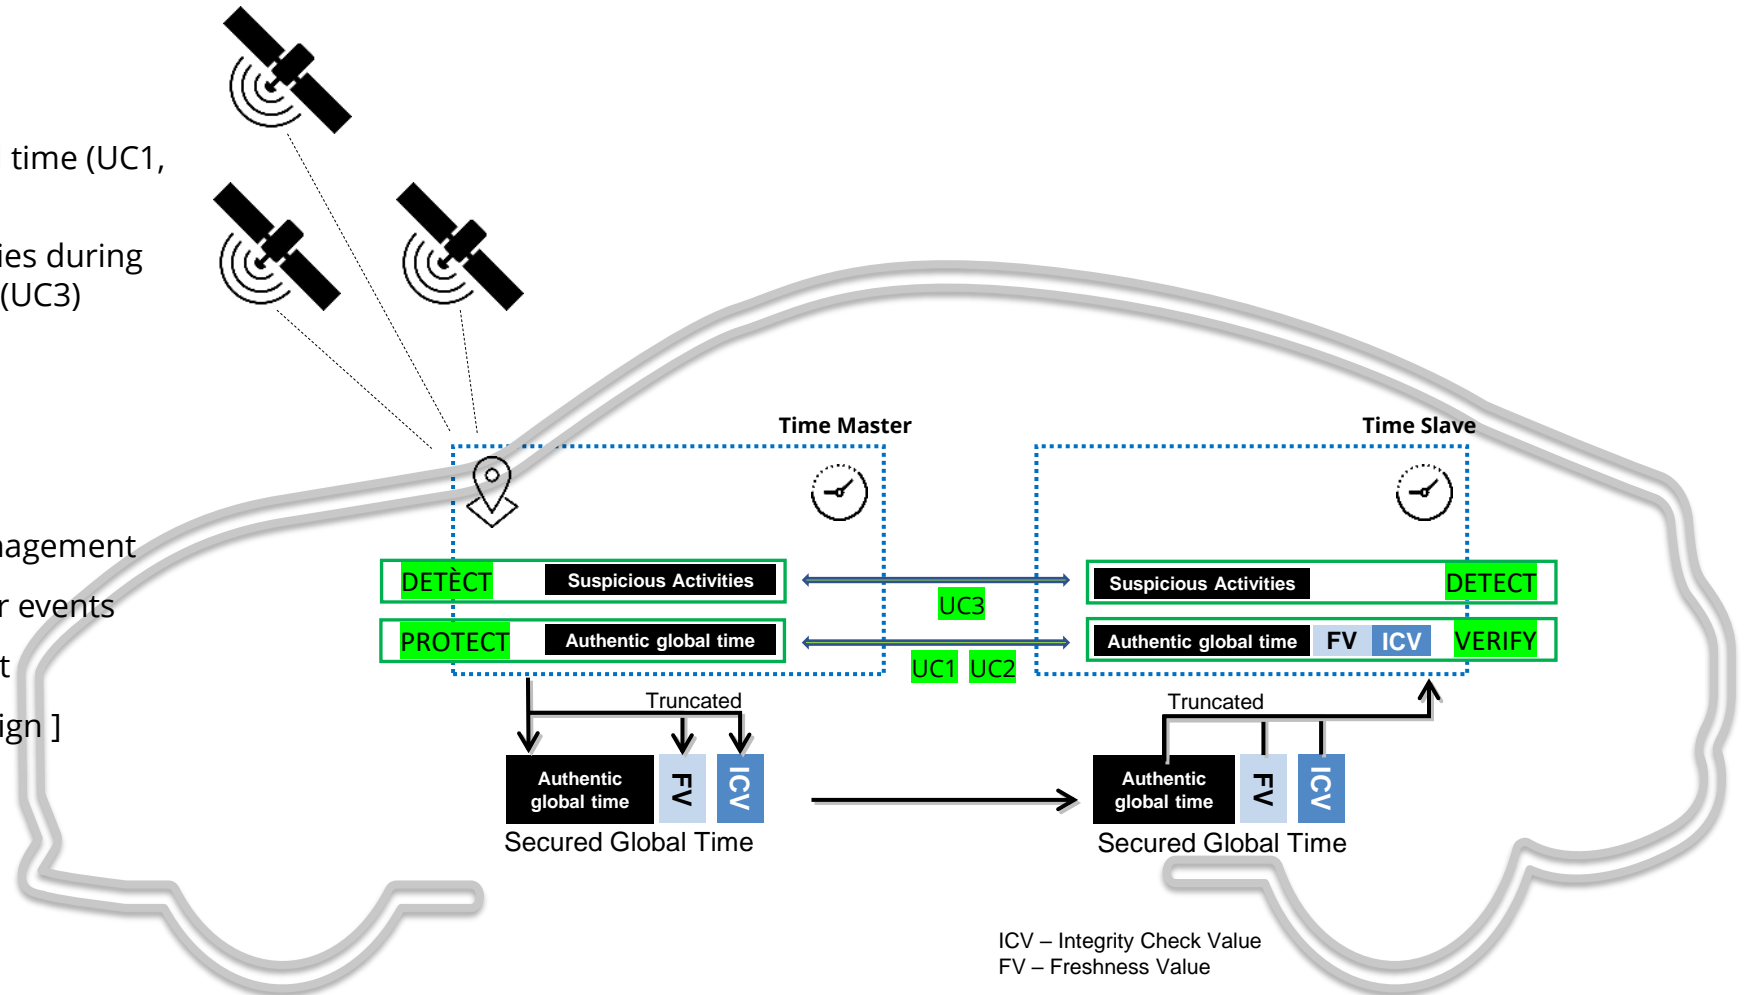 time (UC1,
ies during
(UC3)
nagement
r events
t
ign ]
Time Master
Time Slave
DETÈCT
Suspicious Activities
UC3
Suspicious Activities
DETECT
PROTECT
Authentic global time
UC1 UC2
Authentic global time FV ICV
VERIFY
Truncated
Truncated
Authentic
global time
FV
ICV
Authentic
global time
FV
ICV
Secured Global Time
Secured Global Time
ICV – Integrity Check Value
FV – Freshness Value